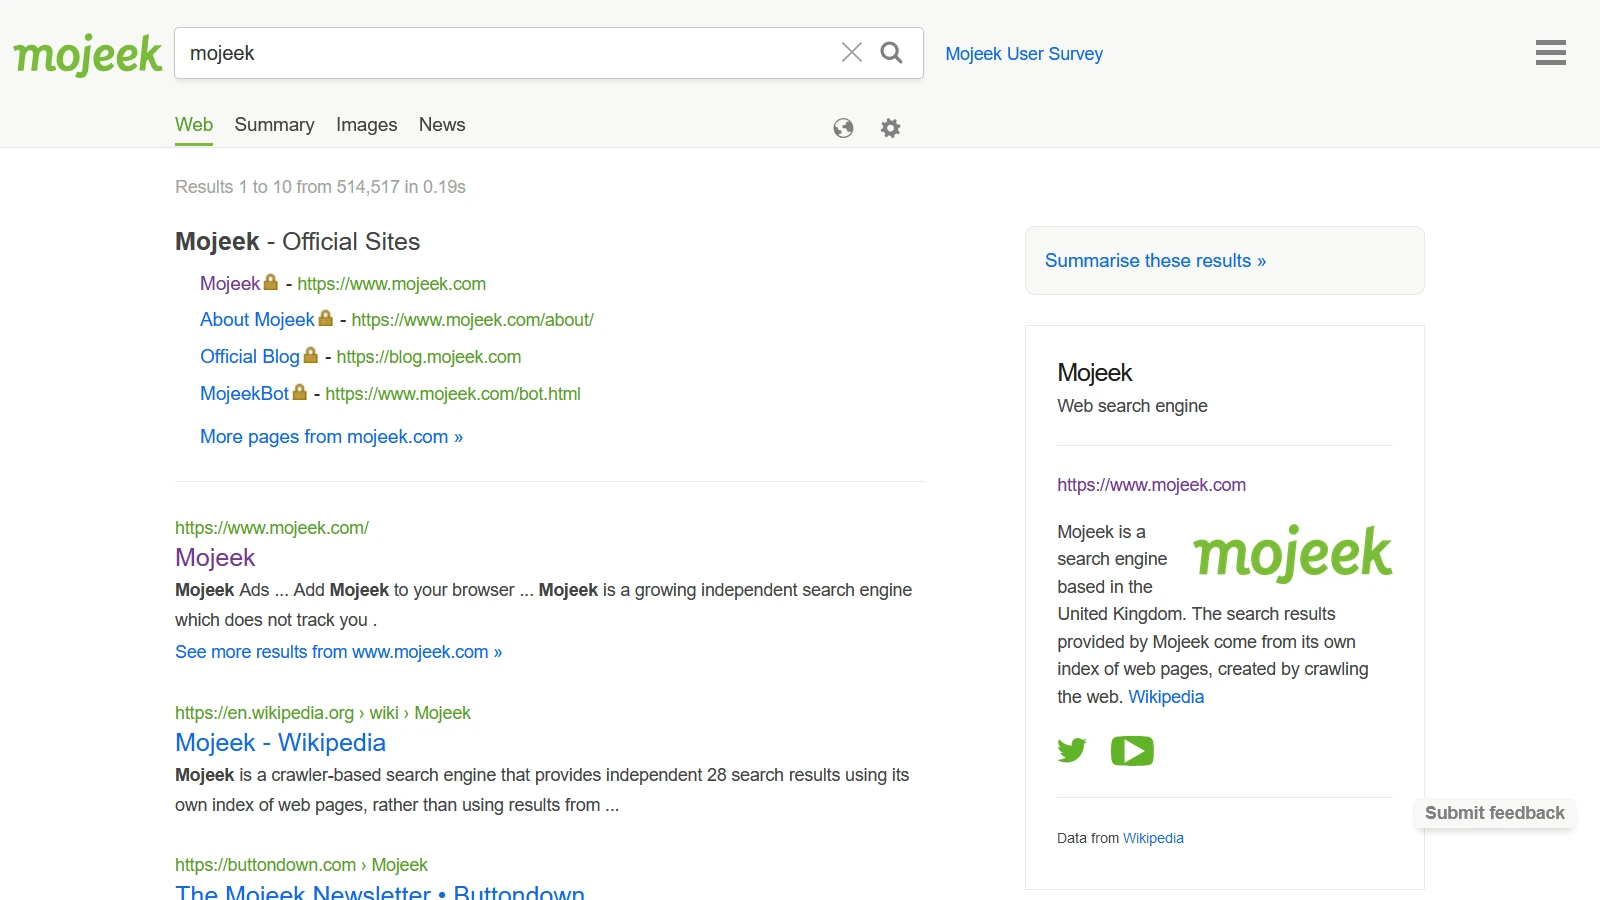 mojeek
mojeek
Mojeek User Survey
Web Summary Images News
Results 1 to 10 from 514,517 in 0.19s
Mojeek - Official Sites
Mojeek - https://www.mojeek.com
About Mojeek - https://www.mojeek.com/about/
Official Blog - https://blog.mojeek.com
MojeekBot - https://www.mojeek.com/bot.html
More pages from mojeek.com »
https://www.mojeek.com/
Mojeek
Mojeek Ads ... Add Mojeek to your browser ... Mojeek is a growing independent search engine
which does not track you .
See more results from www.mojeek.com »
https://en.wikipedia.org › wiki › Mojeek
Mojeek - Wikipedia
Mojeek is a crawler-based search engine that provides independent 28 search results using its
own index of web pages, rather than using results from ...
https://buttondown.com › Mojeek
The Mojeek Newsletter • Buttondown
Summarise these results »
Mojeek
Web search engine
https://www.mojeek.com
mojeek
Mojeek is a
search engine
based in the
United Kingdom. The search results
provided by Mojeek come from its own
index of web pages, created by crawling
the web. Wikipedia
Data from Wikipedia
Submit feedback